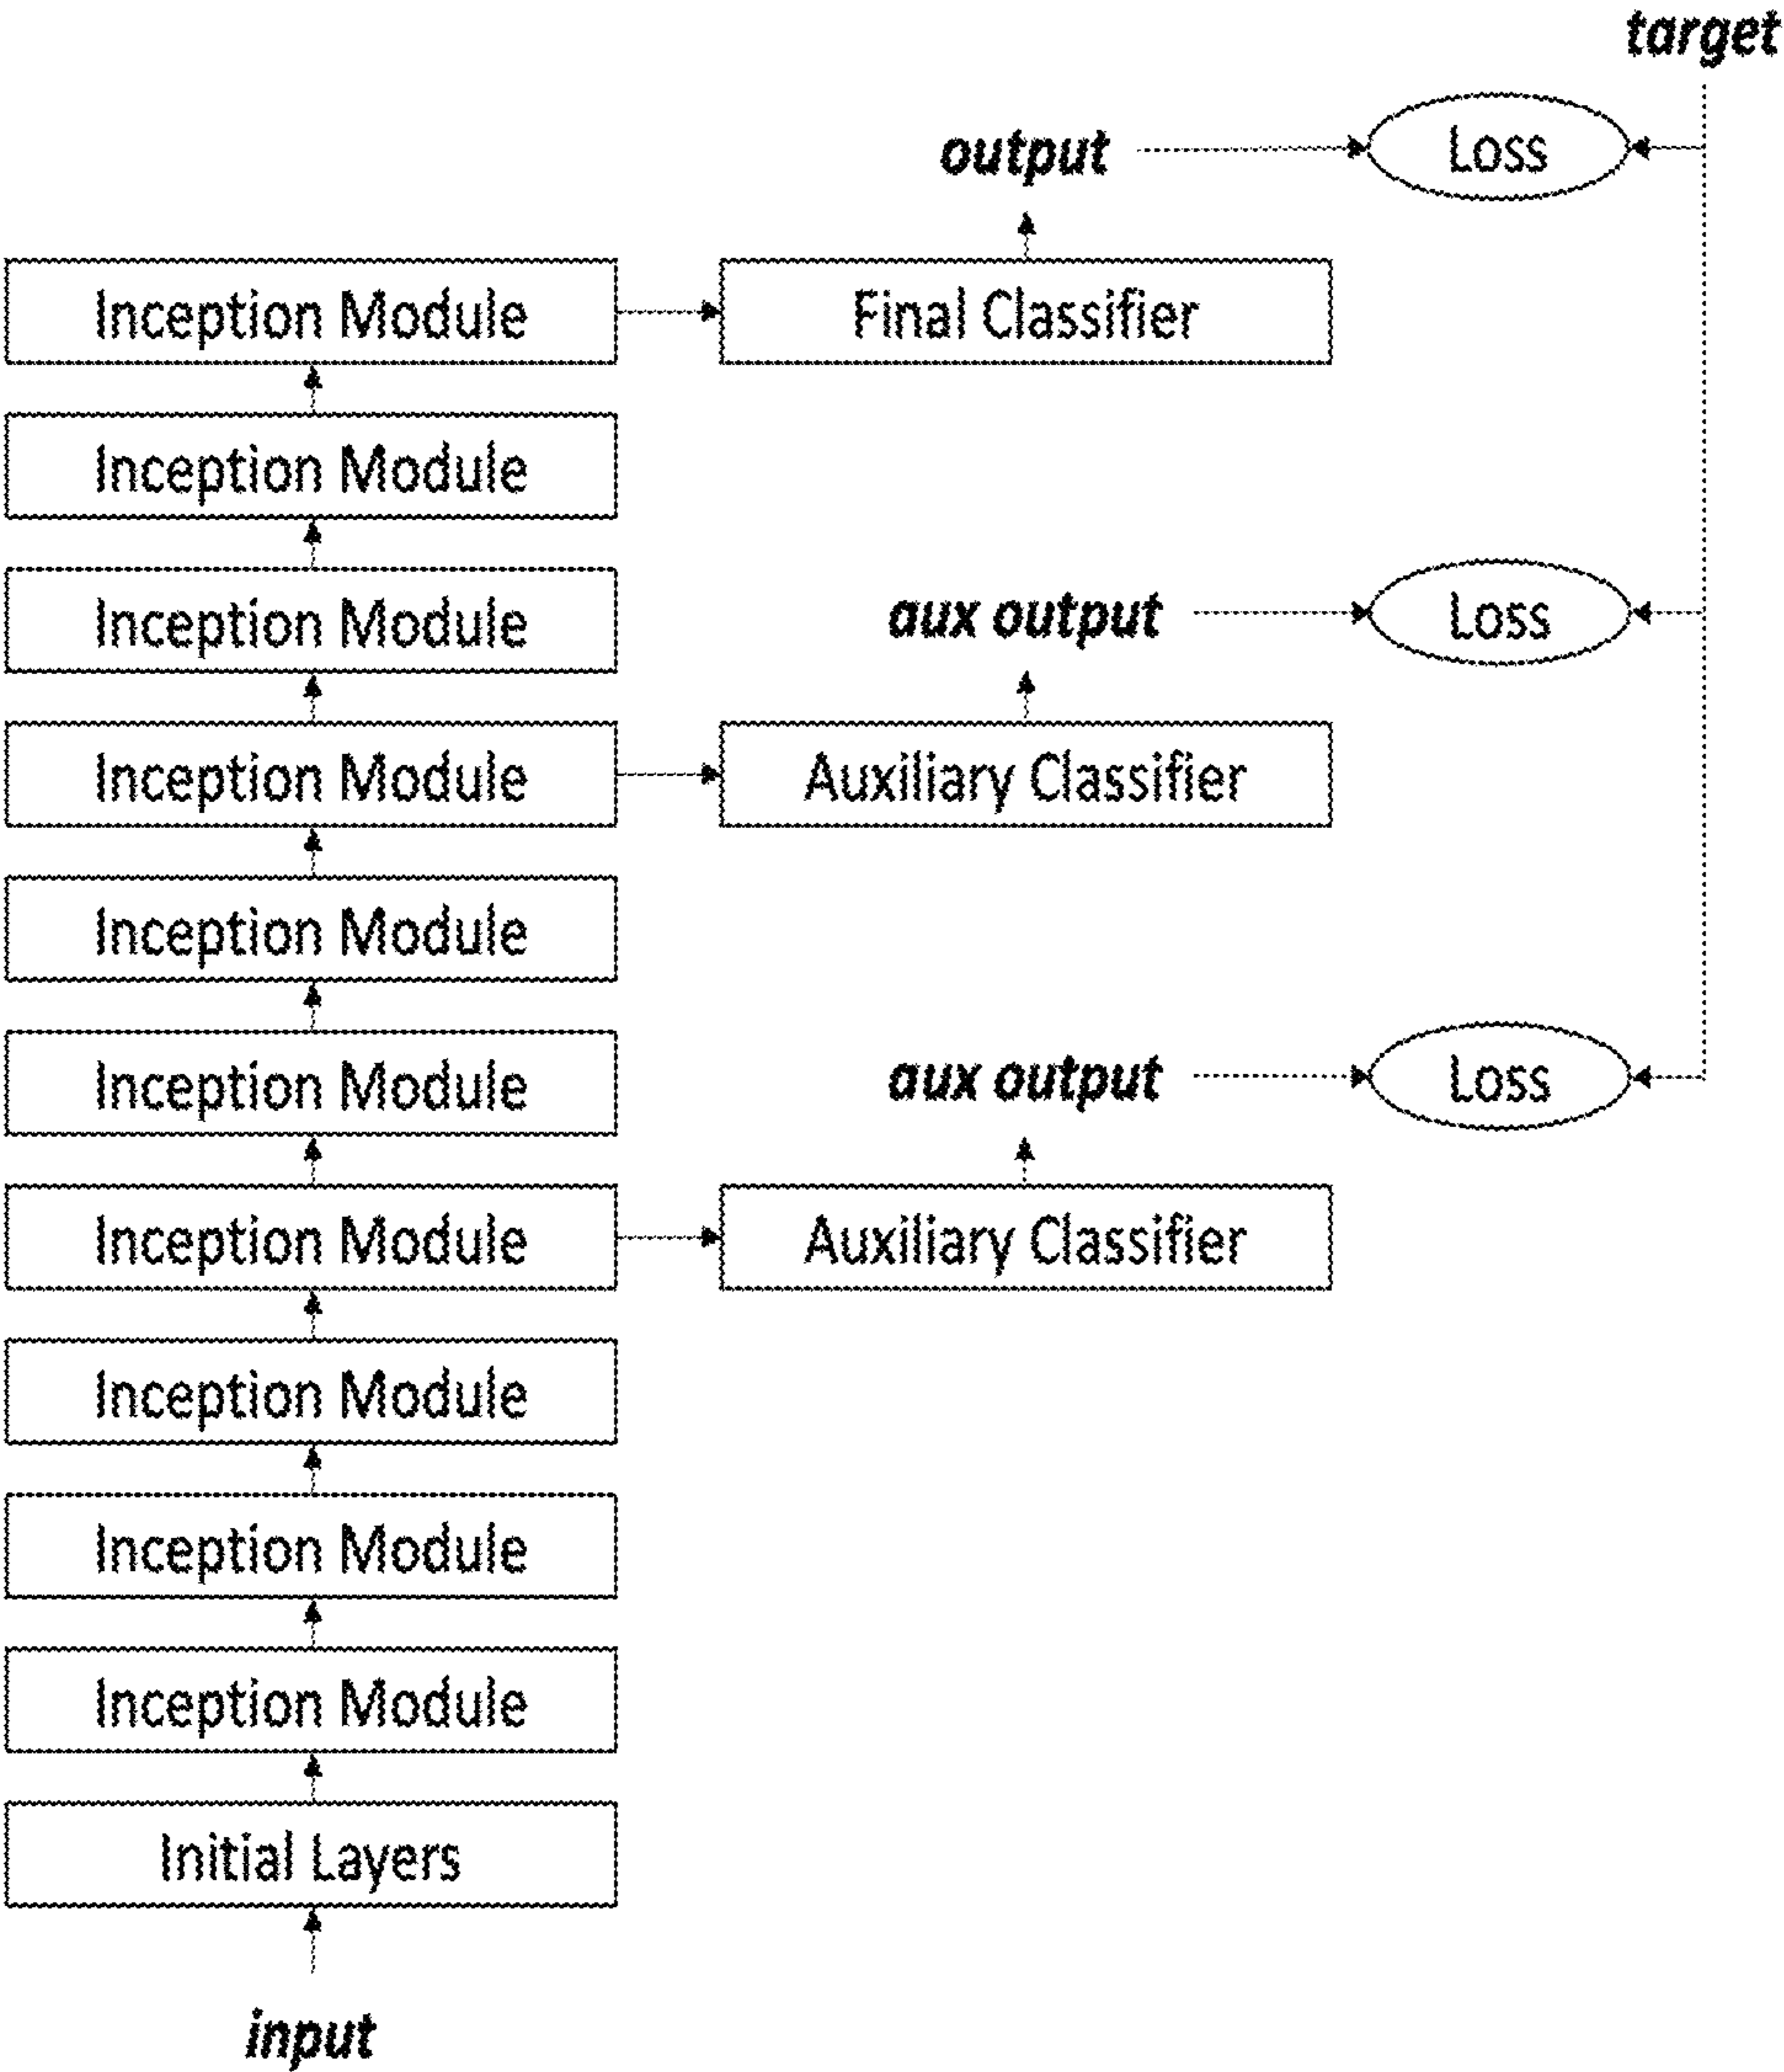 target
output
Loss
Inception Module
Final Classifier
Inception Module
Inception Module
aux output
Loss
Inception Module
Auxiliary Classifier
Inception Module
Inception Module
aux output
Loss
Inception Module
Auxiliary Classifier
Inception Module
Inception Module
Inception Module
Initial Layers
input